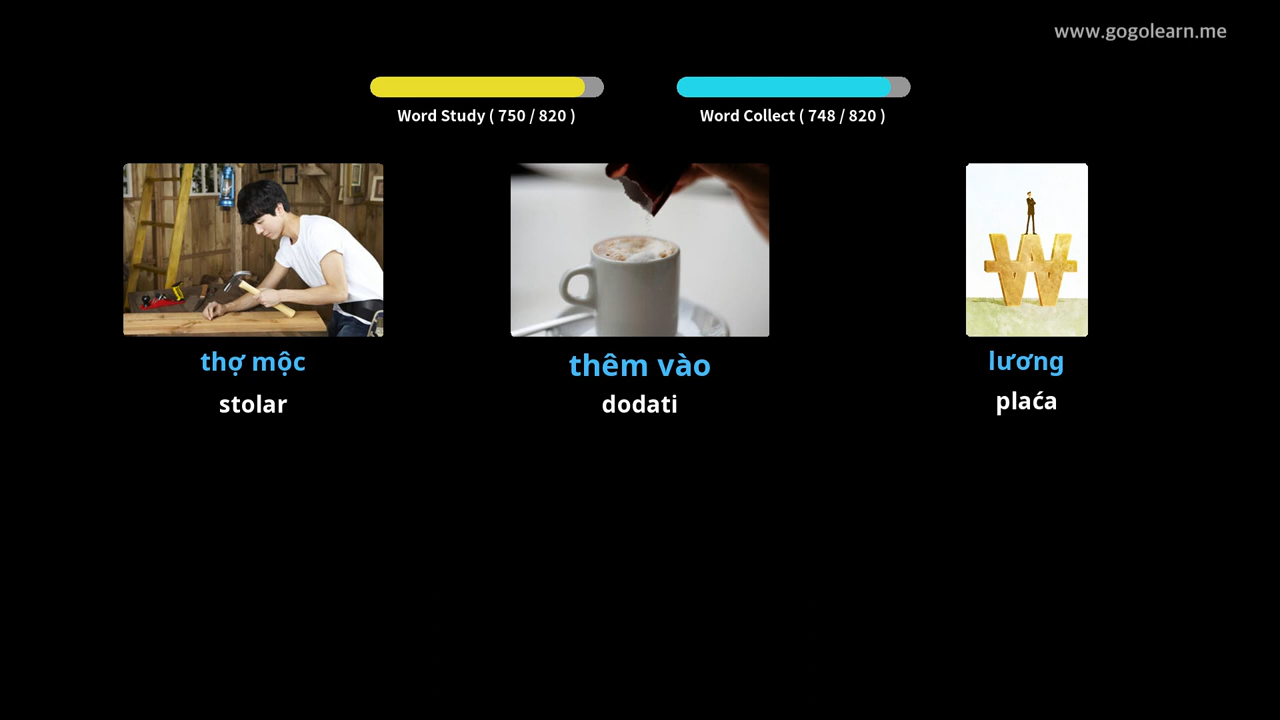 www.gogolearn.me
Word Study ( 750 / 820 )
Word Collect ( 748 / 820 )
thợ mộc
thêm vào
lương
stolar
dodati
plaća